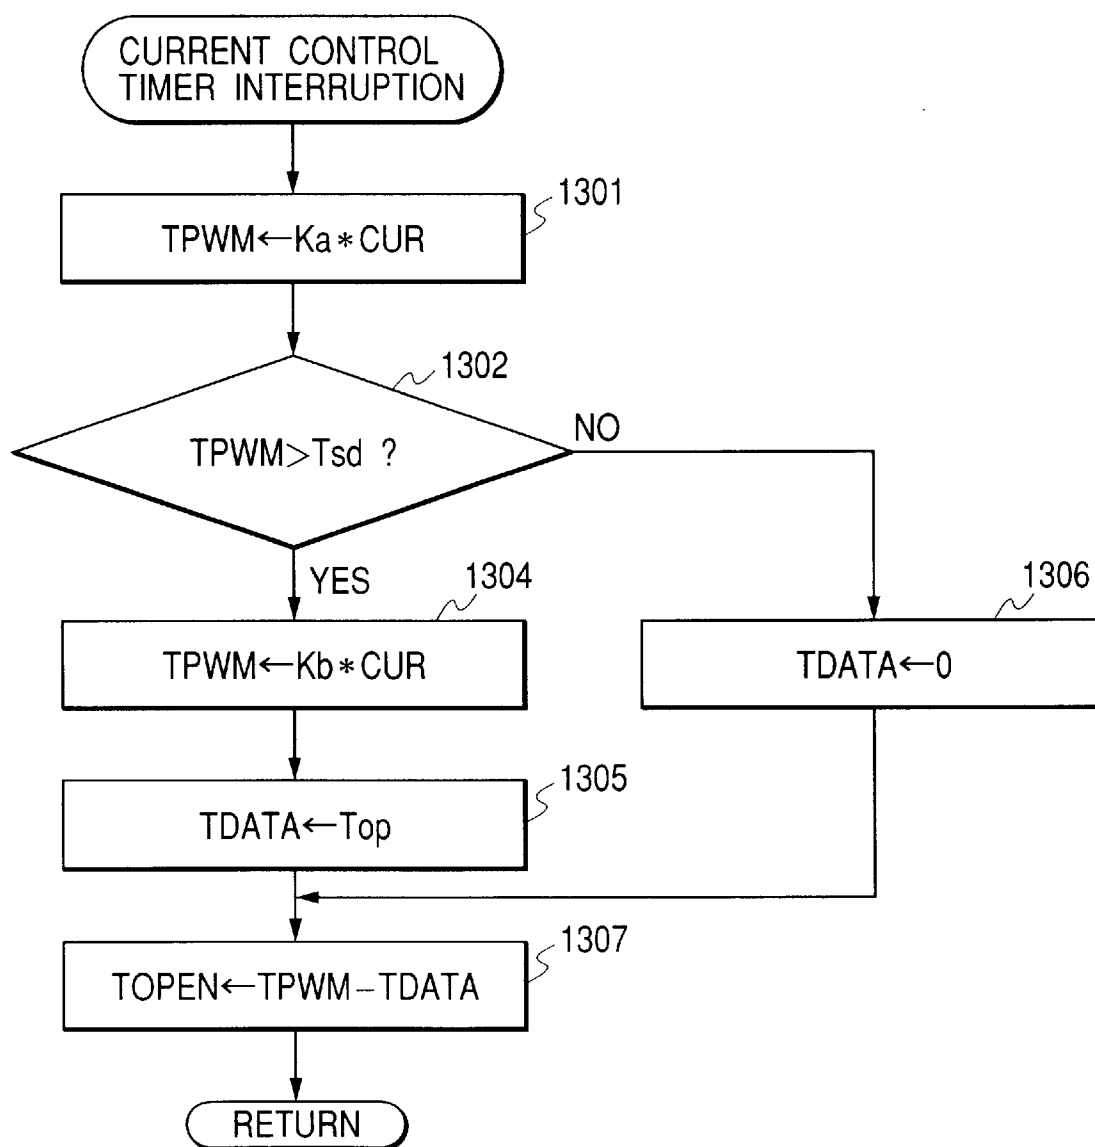 CURRENT CONTROL
TIMER INTERRUPTION
1301
TPWM←Ka*CUR
1302
TPWM>Tsd ?
NO
YES
1304
TPWM←Kb*CUR
1306
TDATA←0
1305
TDATA←Top
1307
TOPEN←TPWM−TDATA
RETURN